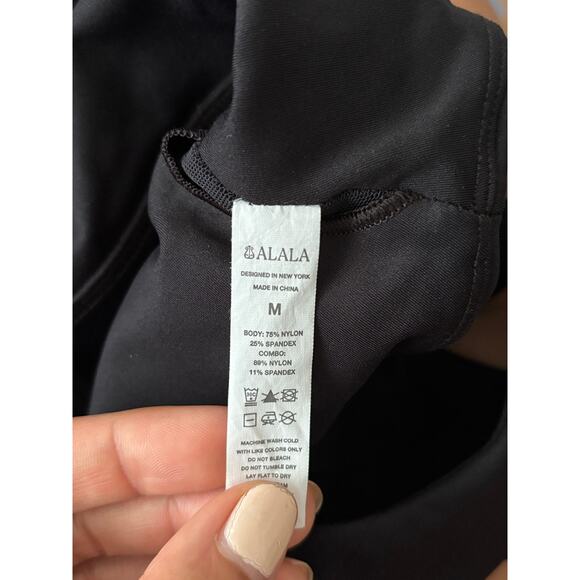 ALALA
DESIGNED IN NEW YORK
MADE IN CHINA
M
BODY: 75% NYLON
25% SPANDEX
COMBO:
89% NYLON
11% SPANDEX
30C
MACHINE WASH COLD
WITH LIKE COLORS ONLY
DO NOT BLEACH
DO NOT TUMBLE DRY
LAY FLAT TO DRY